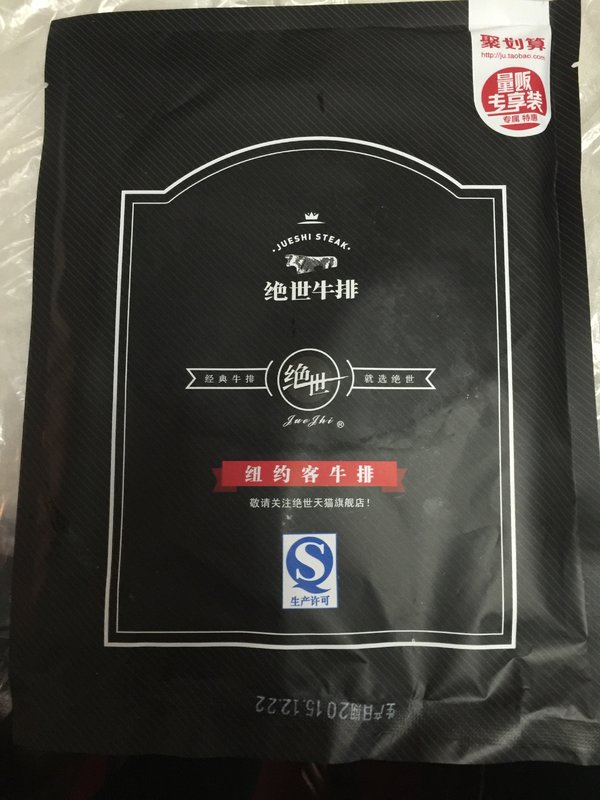 聚划算
http://ju.taobao.com
量贩
专享装
专属 特惠
·JUESHI STEAK·
绝世牛排
经典牛排
绝世
就选绝世
JueShi®
纽约客牛排
敬请关注绝世天猫旗舰店!
S
生产许可
生产日期2015.12.22